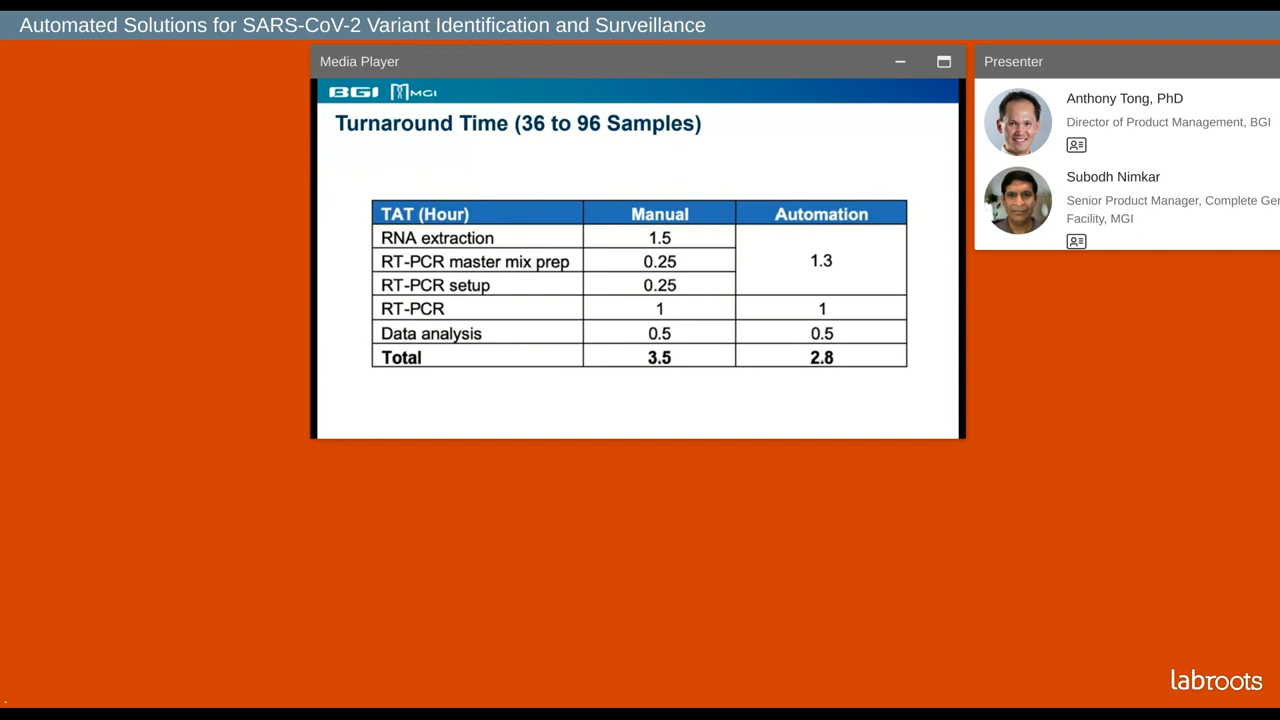 Automated Solutions for SARS-CoV-2 Variant Identification and Surveillance
Media Player
BGI MGI
Turnaround Time (36 to 96 Samples)
TAT (Hour) Manual Automation
RNA extraction 1.5
RT-PCR master mix prep 0.25 1.3
RT-PCR setup 0.25
RT-PCR 1 1
Data analysis 0.5 0.5
Total 3.5 2.8
Presenter
Anthony Tong, PhD
Director of Product Management, BGI
Subodh Nimkar
Senior Product Manager, Complete Gen
Facility, MGI
labroots